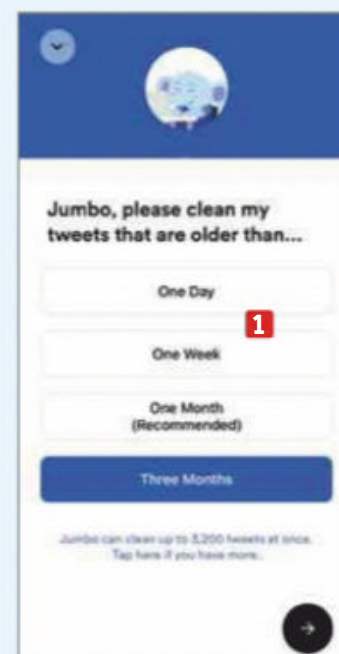 Jumbo, please clean my
tweets that are older than...
One Day
1
One Week
One Month
(Recommended)
Three Months
Jumbo can clean up to 3,200 tweets at once.
Tap here if you have more.